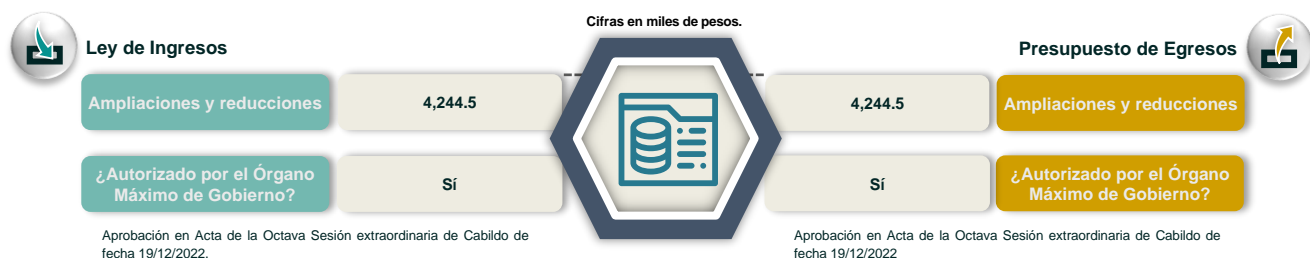 Cifras en miles de pesos.
Ley de Ingresos
Presupuesto de Egresos
Ampliaciones y reducciones
4,244.5
4,244.5
Ampliaciones y reducciones
¿Autorizado por el Órgano
Máximo de Gobierno?
Sí
Sí
¿Autorizado por el Órgano
Máximo de Gobierno?
Aprobación en Acta de la Octava Sesión extraordinaria de Cabildo de
fecha 19/12/2022.
Aprobación en Acta de la Octava Sesión extraordinaria de Cabildo de
fecha 19/12/2022